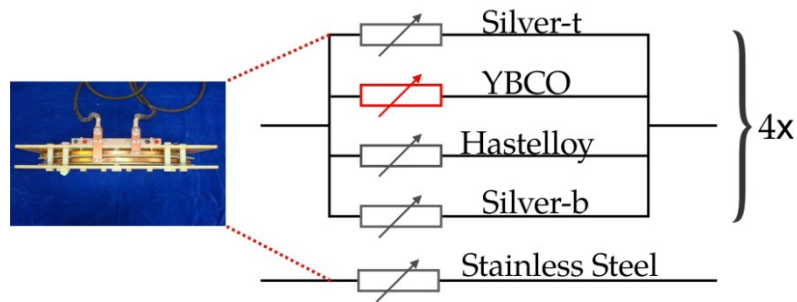 Silver-t
YBCO
Hastelloy
4x
Silver-b
Stainless Steel